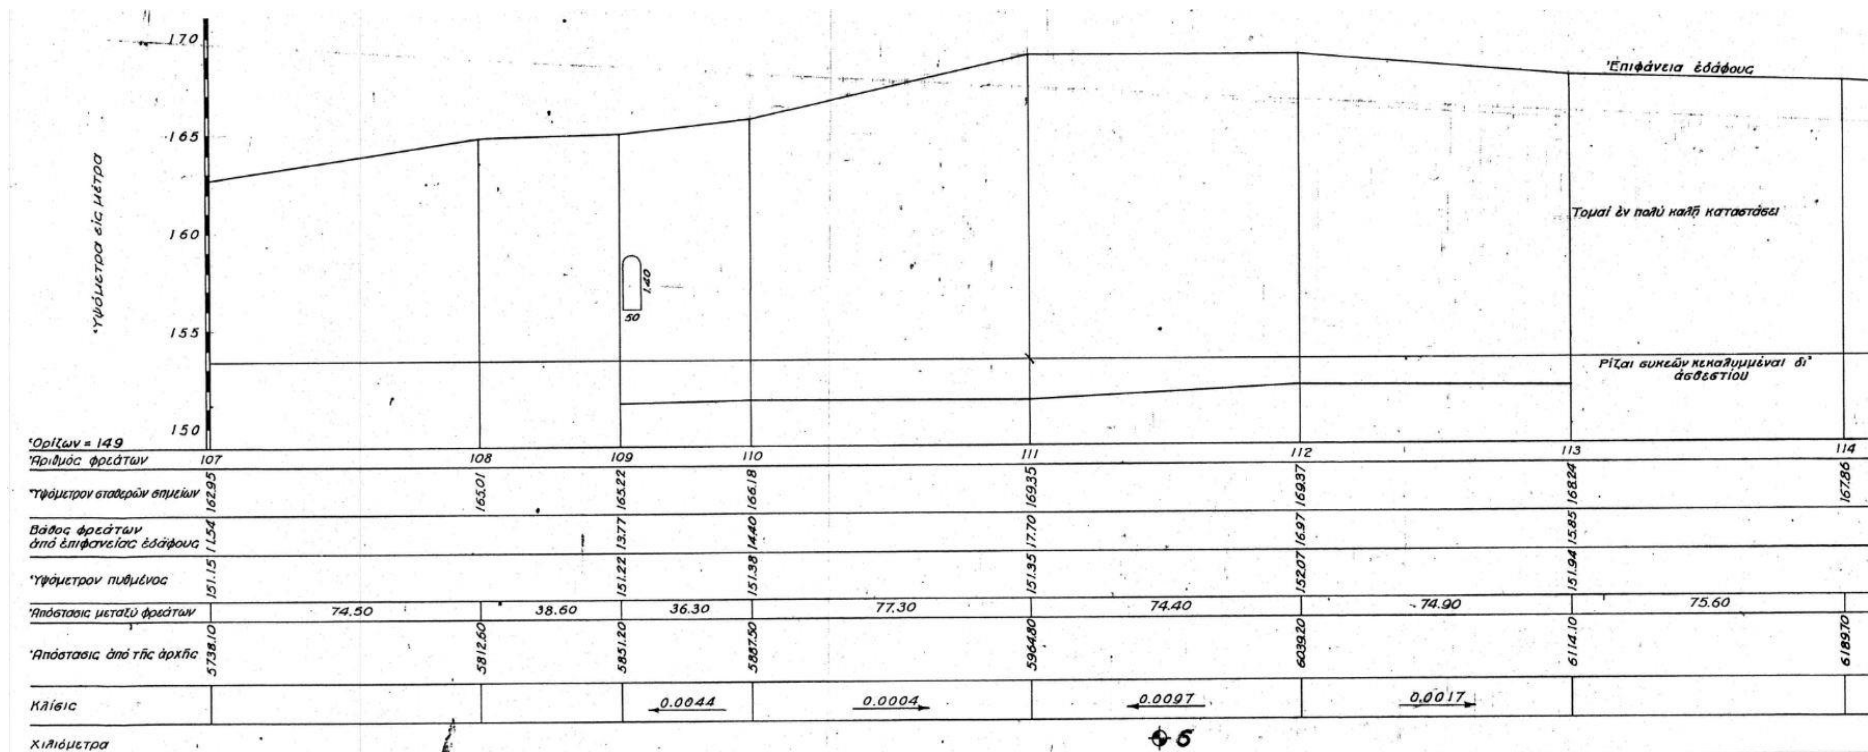 170
165
160
155
150
Ὑψόμετρα εἰς μέτρα
Ἐπιφάνεια ἐδάφους
Τομαί ἐν πολύ καλῇ καταστάσει
1.40
50
Ρίζαι συκεῶν κεκαλυμμέναι δι'
ἀσβεστίου
Ὁρίζων = 149
Ἀριθμός φρεάτων 107 108 109 110 111 112 113 114
Ὑψόμετρον σταθερῶν σημείων 162.95 165.01 165.22 166.18 169.35 169.37 168.24 167.86
Βάθος φρεάτων
ἀπό ἐπιφανείας ἐδάφους 11.54 13.77 14.40 17.70 16.97 15.85
Ὑψόμετρον πυθμένος 151.15 151.22 151.38 151.35 152.07 151.94
Ἀπόστασις μεταξύ φρεάτων 74.50 38.60 36.30 77.30 74.40 74.90 75.60
Ἀπόστασις ἀπό τῆς ἀρχῆς 5738.10 5812.60 5851.20 5887.50 5964.80 6039.20 6114.10 6189.70
Κλίσις 0.0044 0.0004 0.0097 0.0017
Χιλιόμετρα 6